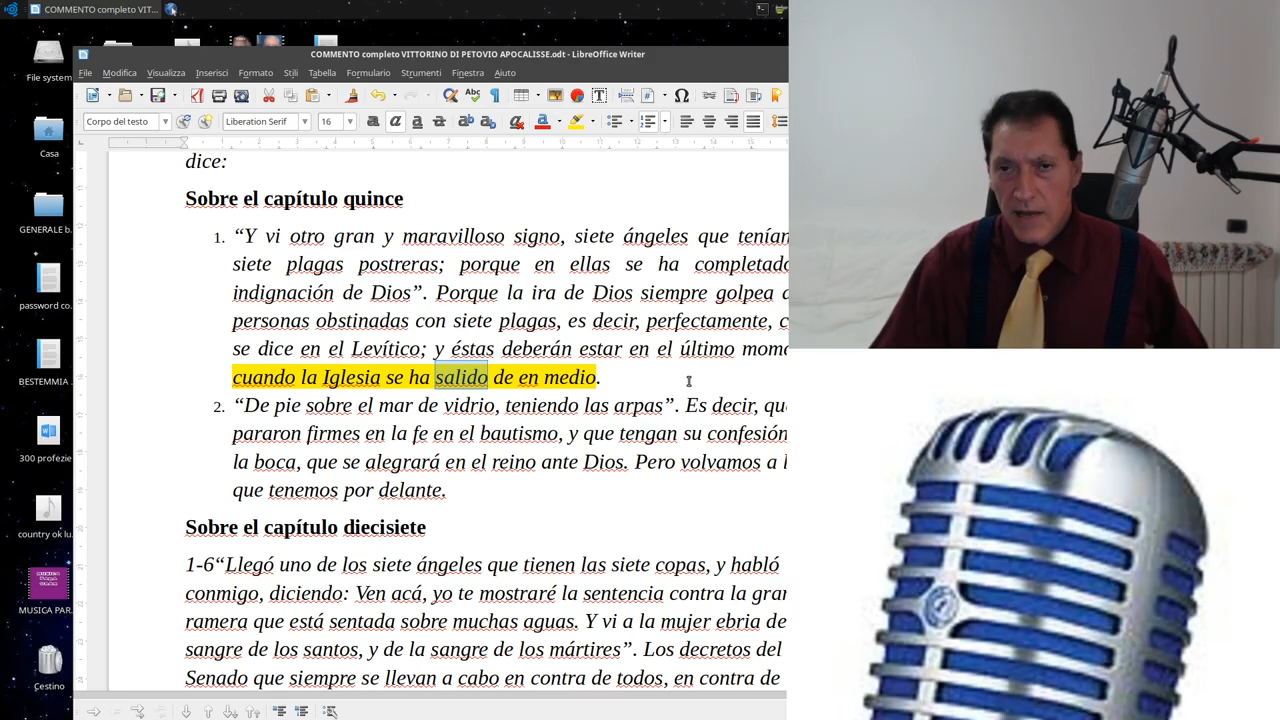 COMMENTO completo VIT...
COMMENTO completo VITTORINO DI PETOVIO APOCALISSE.odt - LibreOffice Writer
File Modifica Visualizza Inserisci Formato Stili Tabella Formulario Strumenti Finestra Aiuto
Corpo del testo Liberation Serif 16
File system
Casa
GENERALE b.
password co.
BESTEMMIA
300 profezie
country ok lu.
MUSICA PAR.
Cestino
dice:
Sobre el capítulo quince
1. “Y vi otro gran y maravilloso signo, siete ángeles que tenían
siete plagas postreras; porque en ellas se ha completado
indignación de Dios”. Porque la ira de Dios siempre golpea
personas obstinadas con siete plagas, es decir, perfectamente,
se dice en el Levítico; y éstas deberán estar en el último mom
cuando la Iglesia se ha salido de en medio.
2. “De pie sobre el mar de vidrio, teniendo las arpas”. Es decir, que
pararon firmes en la fe en el bautismo, y que tengan su confesión
la boca, que se alegrará en el reino ante Dios. Pero volvamos a
que tenemos por delante.
Sobre el capítulo diecisiete
1-6“Llegó uno de los siete ángeles que tienen las siete copas, y habló
conmigo, diciendo: Ven acá, yo te mostraré la sentencia contra la gran
ramera que está sentada sobre muchas aguas. Y vi a la mujer ebria de
sangre de los santos, y de la sangre de los mártires”. Los decretos del
Senado que siempre se llevan a cabo en contra de todos, en contra de